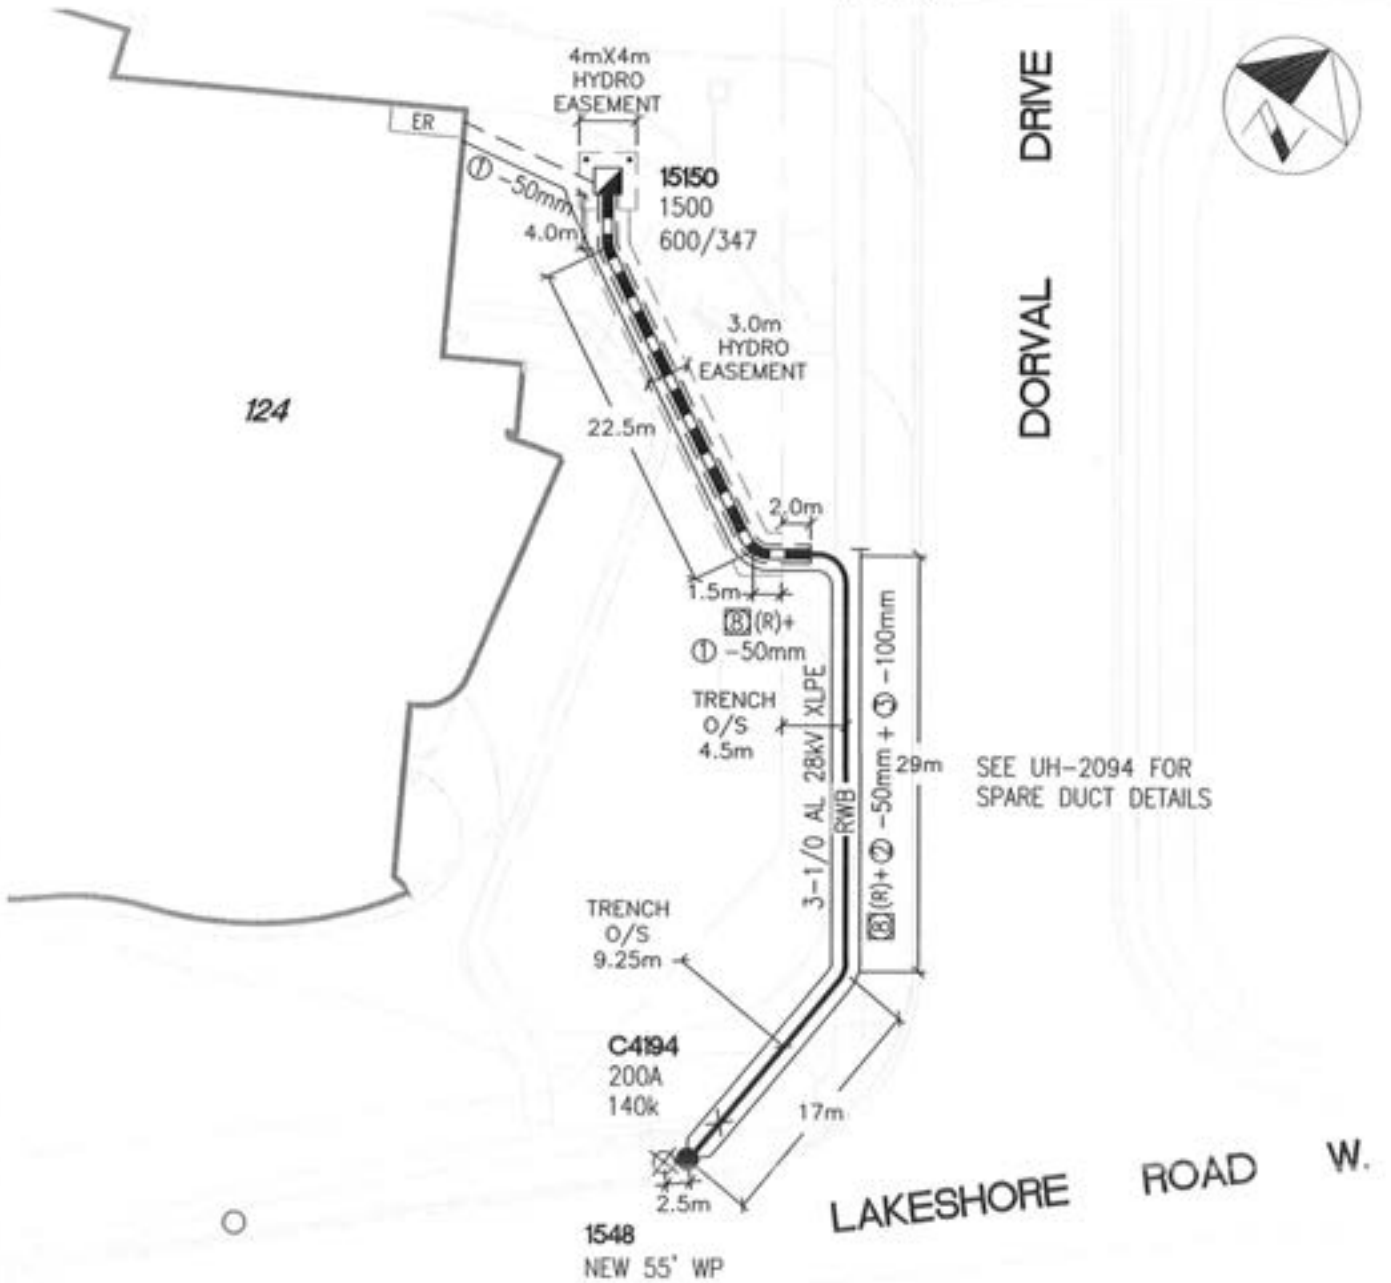 4mX4m
HYDRO
EASEMENT
DRIVE
DORVAL
N
ER
① -50mm
15150
1500
600/347
4.0m
3.0m
HYDRO
EASEMENT
124
22.5m
2.0m
1.5m
8 (R)+
① -50mm
TRENCH
O/S
4.5m
3-1/0 AL 28kV XLPE
RWB
8 (R)+ ② -50mm + ③ -100mm
29m
SEE UH-2094 FOR
SPARE DUCT DETAILS
TRENCH
O/S
9.25m
C4194
200A
140k
17m
2.5m
LAKESHORE ROAD W.
1548
NEW 55' WP